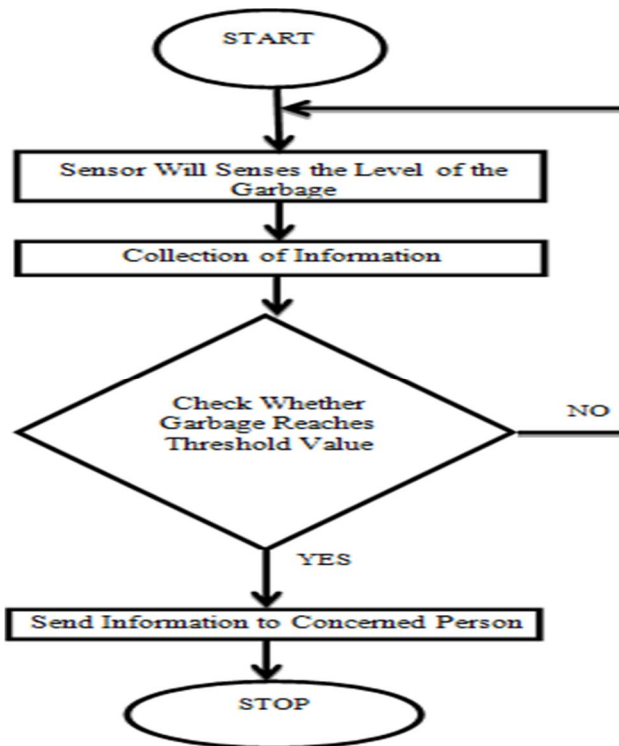 START
Sensor Will Senses the Level of the
Garbage
Collection of Information
Check Whether
Garbage Reaches
Threshold Value
NO
YES
Send Information to Concerned Person
STOP